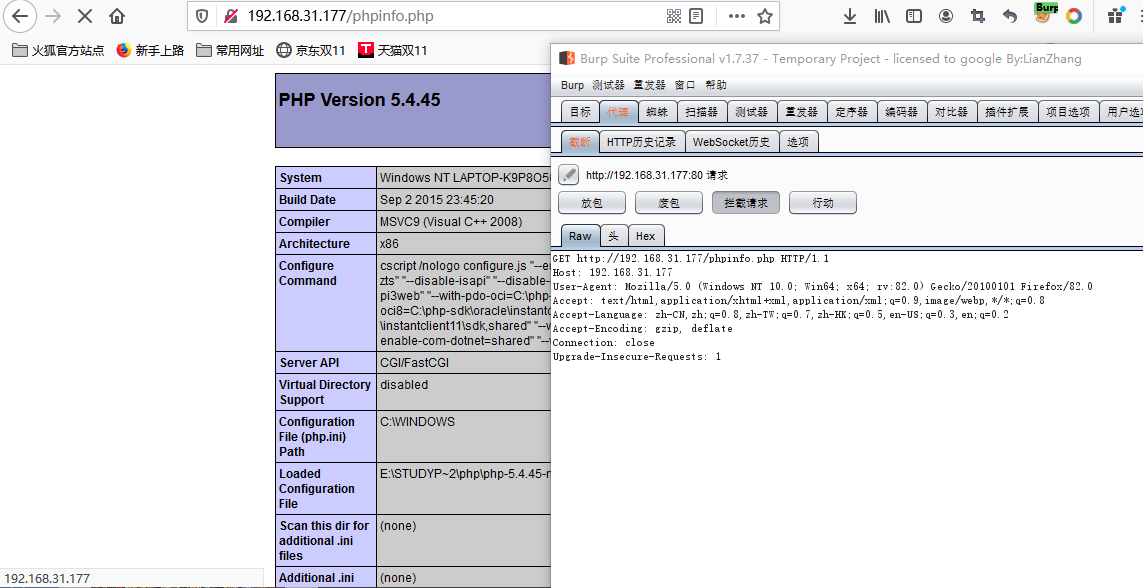 192.168.31.177/phpinfo.php
火狐官方站点 新手上路 常用网址 京东双11 天猫双11
Burp
PHP Version 5.4.45
System Windows NT LAPTOP-K9P8O5
Build Date Sep 2 2015 23:45:20
Compiler MSVC9 (Visual C++ 2008)
Architecture x86
Configure Command
cscript /nologo configure.js "--e
zts" "--disable-isapi" "--disable-
pi3web" "--with-pdo-oci=C:\php-
oci8=C:\php-sdk\oracle\instantc
\instantclient11\sdk,shared" "--w
enable-com-dotnet=shared" "--
Server API CGI/FastCGI
Virtual Directory Support disabled
Configuration File (php.ini) Path C:\WINDOWS
Loaded Configuration File E:\STUDYP~2\php\php-5.4.45-n
Scan this dir for additional .ini files (none)
Additional .ini (none)
192.168.31.177
Burp Suite Professional v1.7.37 - Temporary Project - licensed to google By:LianZhang
Burp 测试器 重发器 窗口 帮助
目标 代理 蜘蛛 扫描器 测试器 重发器 定序器 编码器 对比器 插件扩展 项目选项 用户选
截断 HTTP历史记录 WebSocket历史 选项
http://192.168.31.177:80 请求
放包 废包 拦截请求 行动
Raw 头 Hex
GET http://192.168.31.177/phpinfo.php HTTP/1.1
Host: 192.168.31.177
User-Agent: Mozilla/5.0 (Windows NT 10.0; Win64; x64; rv:82.0) Gecko/20100101 Firefox/82.0
Accept: text/html,application/xhtml+xml,application/xml;q=0.9,image/webp,*/*;q=0.8
Accept-Language: zh-CN,zh;q=0.8,zh-TW;q=0.7,zh-HK;q=0.5,en-US;q=0.3,en;q=0.2
Accept-Encoding: gzip, deflate
Connection: close
Upgrade-Insecure-Requests: 1